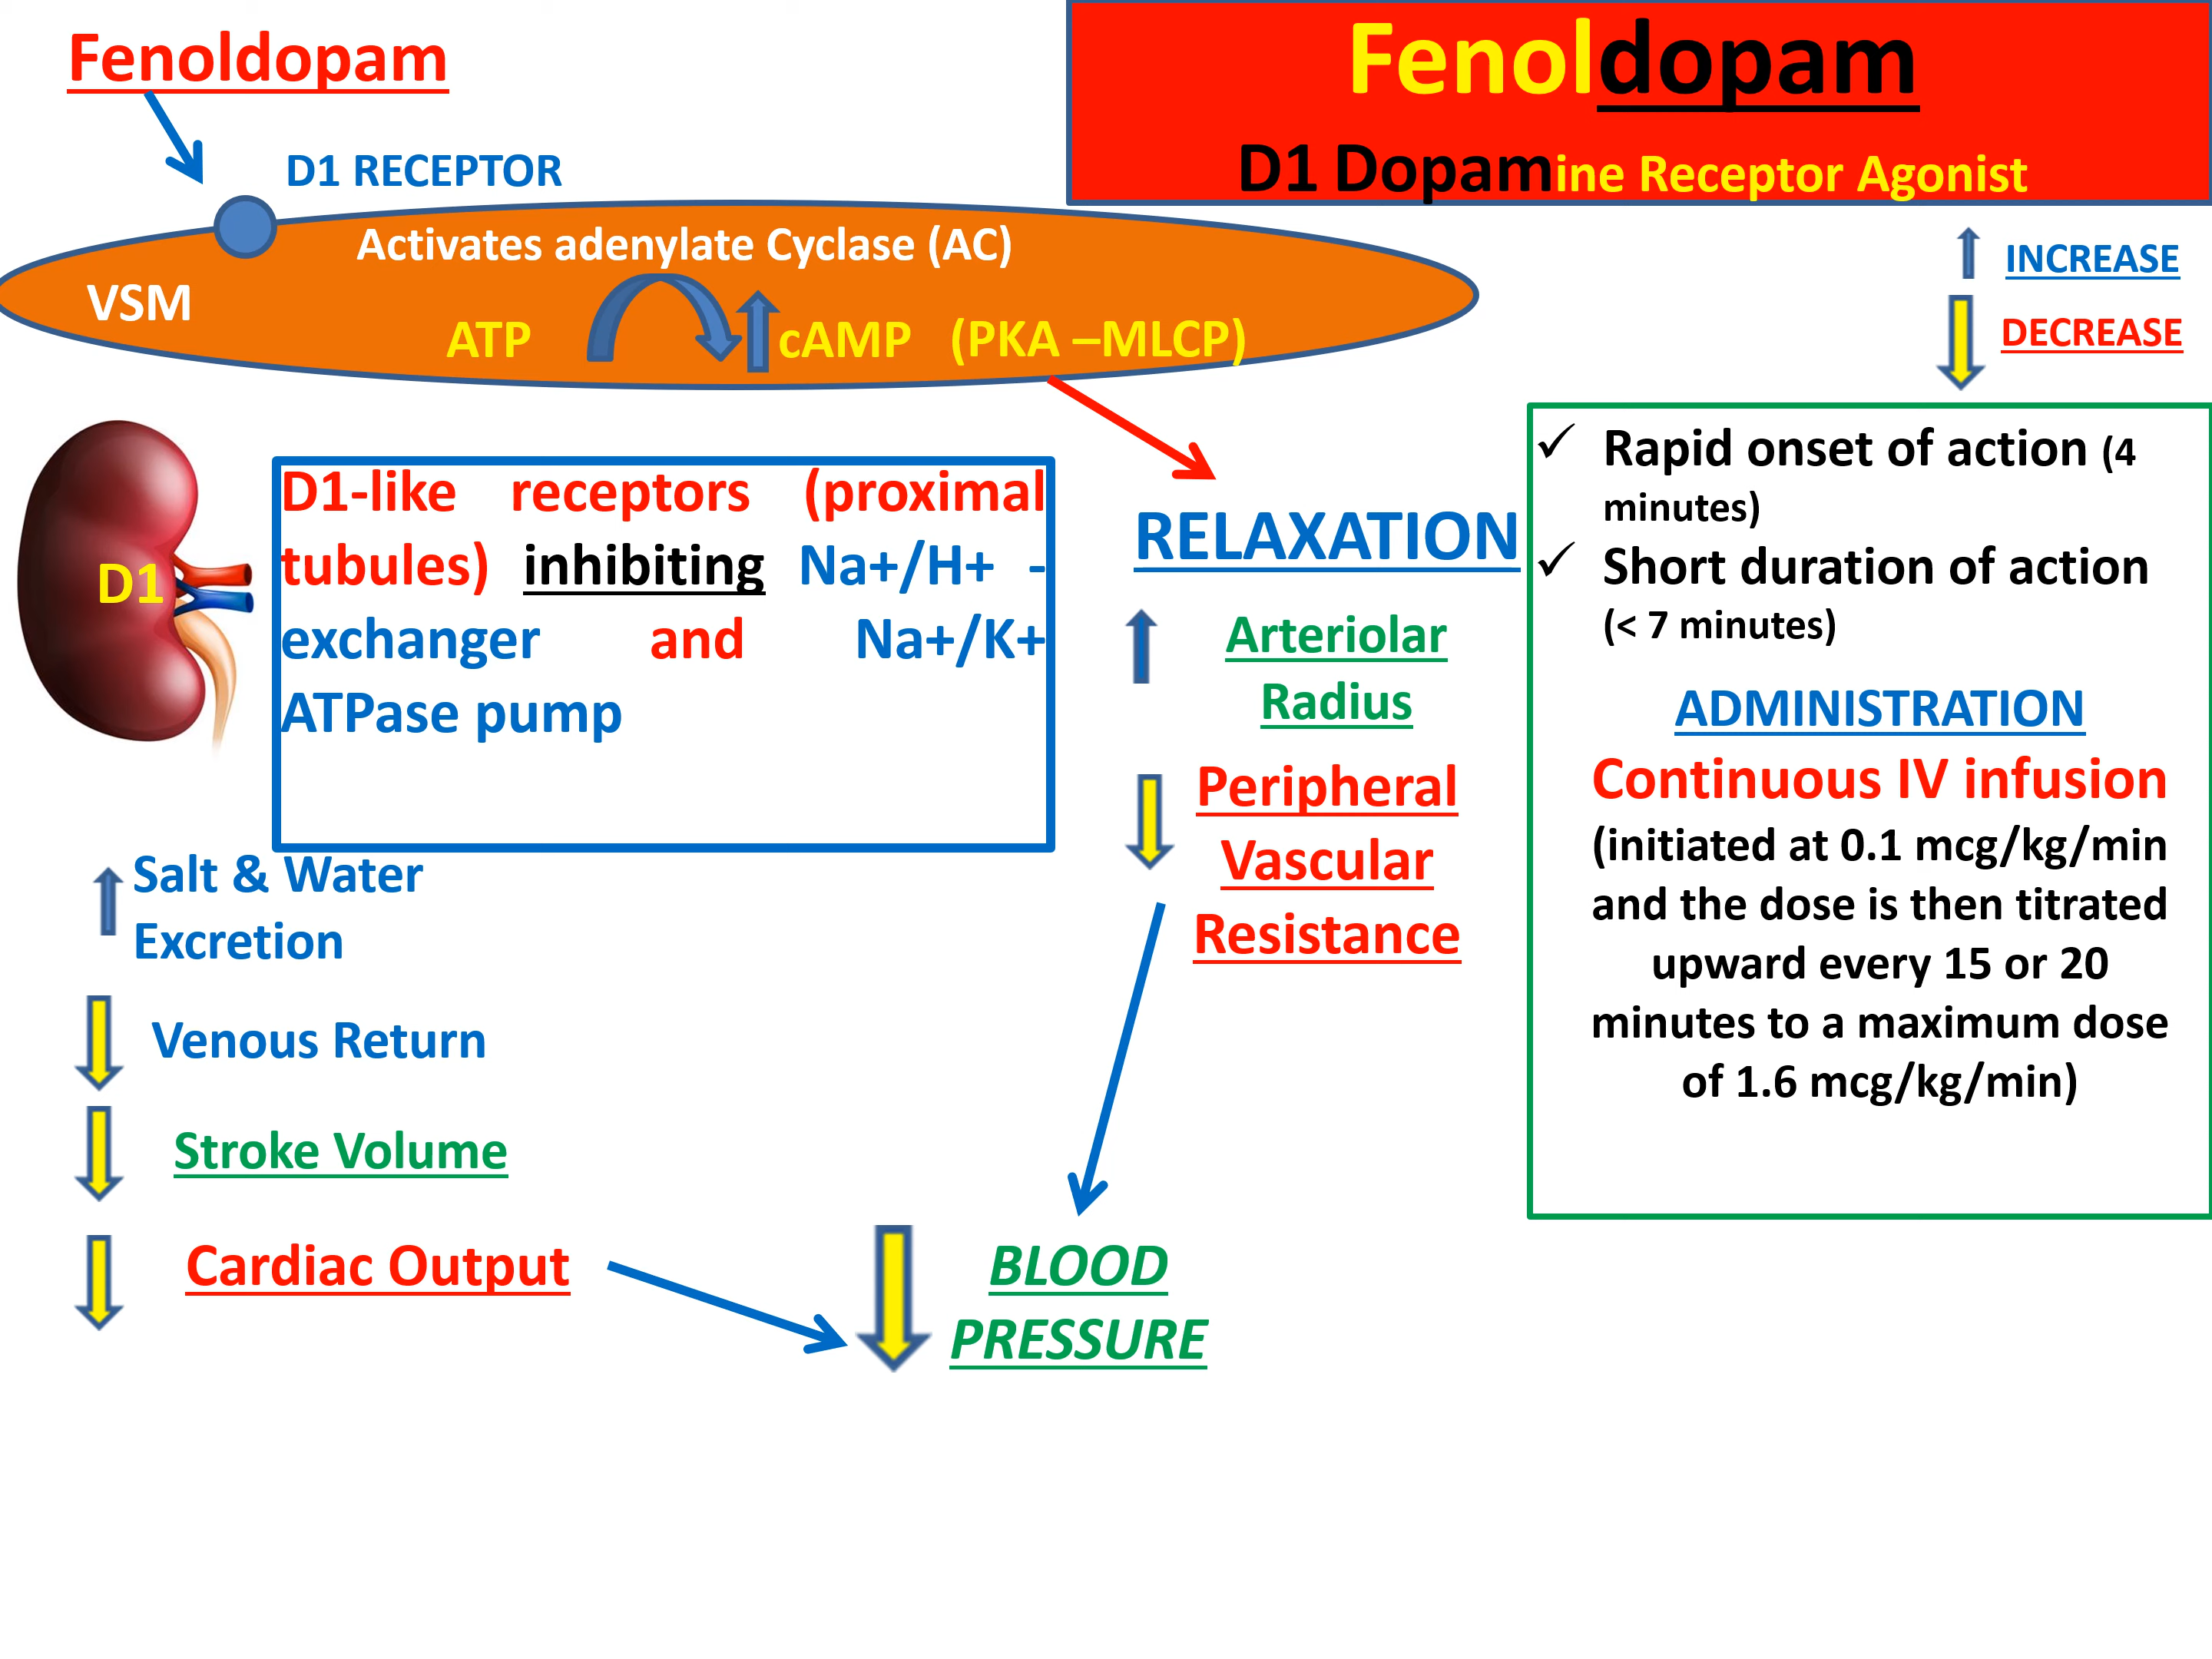 Fenoldopam
Fenoldopam
D1 Dopamine Receptor Agonist
D1 RECEPTOR
Activates adenylate Cyclase (AC)
VSM
ATP
cAMP (PKA –MLCP)
INCREASE
DECREASE
D1
D1-like receptors (proximal
tubules) inhibiting Na+/H+ -
exchanger and Na+/K+
ATPase pump
RELAXATION
Arteriolar
Radius
Peripheral
Vascular
Resistance
✓ Rapid onset of action (4
minutes)
✓ Short duration of action
(< 7 minutes)
ADMINISTRATION
Continuous IV infusion
(initiated at 0.1 mcg/kg/min
and the dose is then titrated
upward every 15 or 20
minutes to a maximum dose
of 1.6 mcg/kg/min)
Salt & Water
Excretion
Venous Return
Stroke Volume
Cardiac Output
BLOOD
PRESSURE